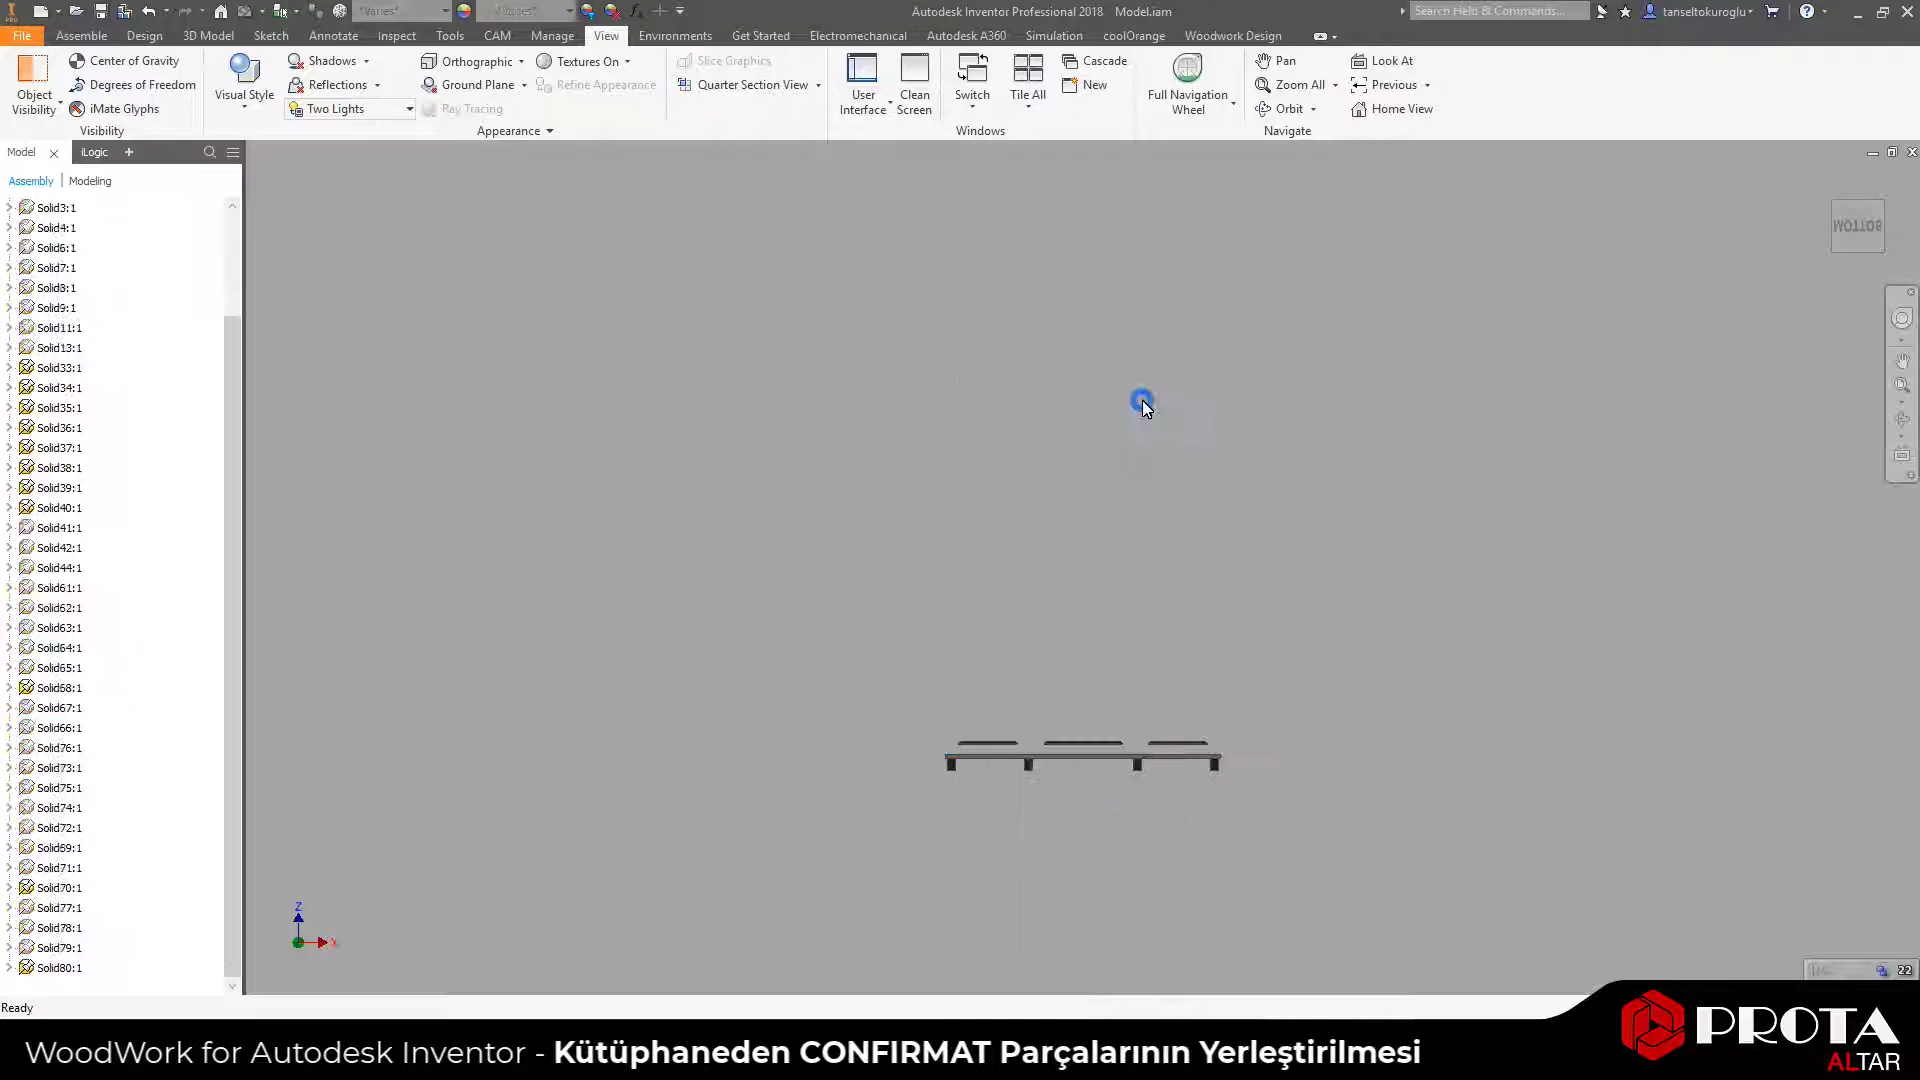 Autodesk Inventor Professional 2018 Model.iam
Search Help & Commands...
tanseltokuroglu
File Assemble Design 3D Model Sketch Annotate Inspect Tools CAM Manage View Environments Get Started Electromechanical Autodesk A360 Simulation coolOrange Woodwork Design
Object Visibility
Center of Gravity
Degrees of Freedom
iMate Glyphs
Visibility
Visual Style
Shadows
Reflections
Two Lights
Orthographic
Ground Plane
Ray Tracing
Textures On
Refine Appearance
Appearance
Slice Graphics
Quarter Section View
User Interface
Clean Screen
Switch
Tile All
Cascade
New
Windows
Full Navigation Wheel
Pan
Zoom All
Orbit
Look At
Previous
Home View
Navigate
Model
iLogic
Assembly
Modeling
Solid3:1
Solid4:1
Solid6:1
Solid7:1
Solid8:1
Solid9:1
Solid11:1
Solid13:1
Solid33:1
Solid34:1
Solid35:1
Solid36:1
Solid37:1
Solid38:1
Solid39:1
Solid40:1
Solid41:1
Solid42:1
Solid44:1
Solid61:1
Solid62:1
Solid63:1
Solid64:1
Solid65:1
Solid68:1
Solid67:1
Solid66:1
Solid76:1
Solid73:1
Solid75:1
Solid74:1
Solid72:1
Solid69:1
Solid71:1
Solid70:1
Solid77:1
Solid78:1
Solid79:1
Solid80:1
BOTTOM
Z
X
22
Ready
WoodWork for Autodesk Inventor - Kütüphaneden CONFIRMAT Parçalarının Yerleştirilmesi
PROTA
ALTAR